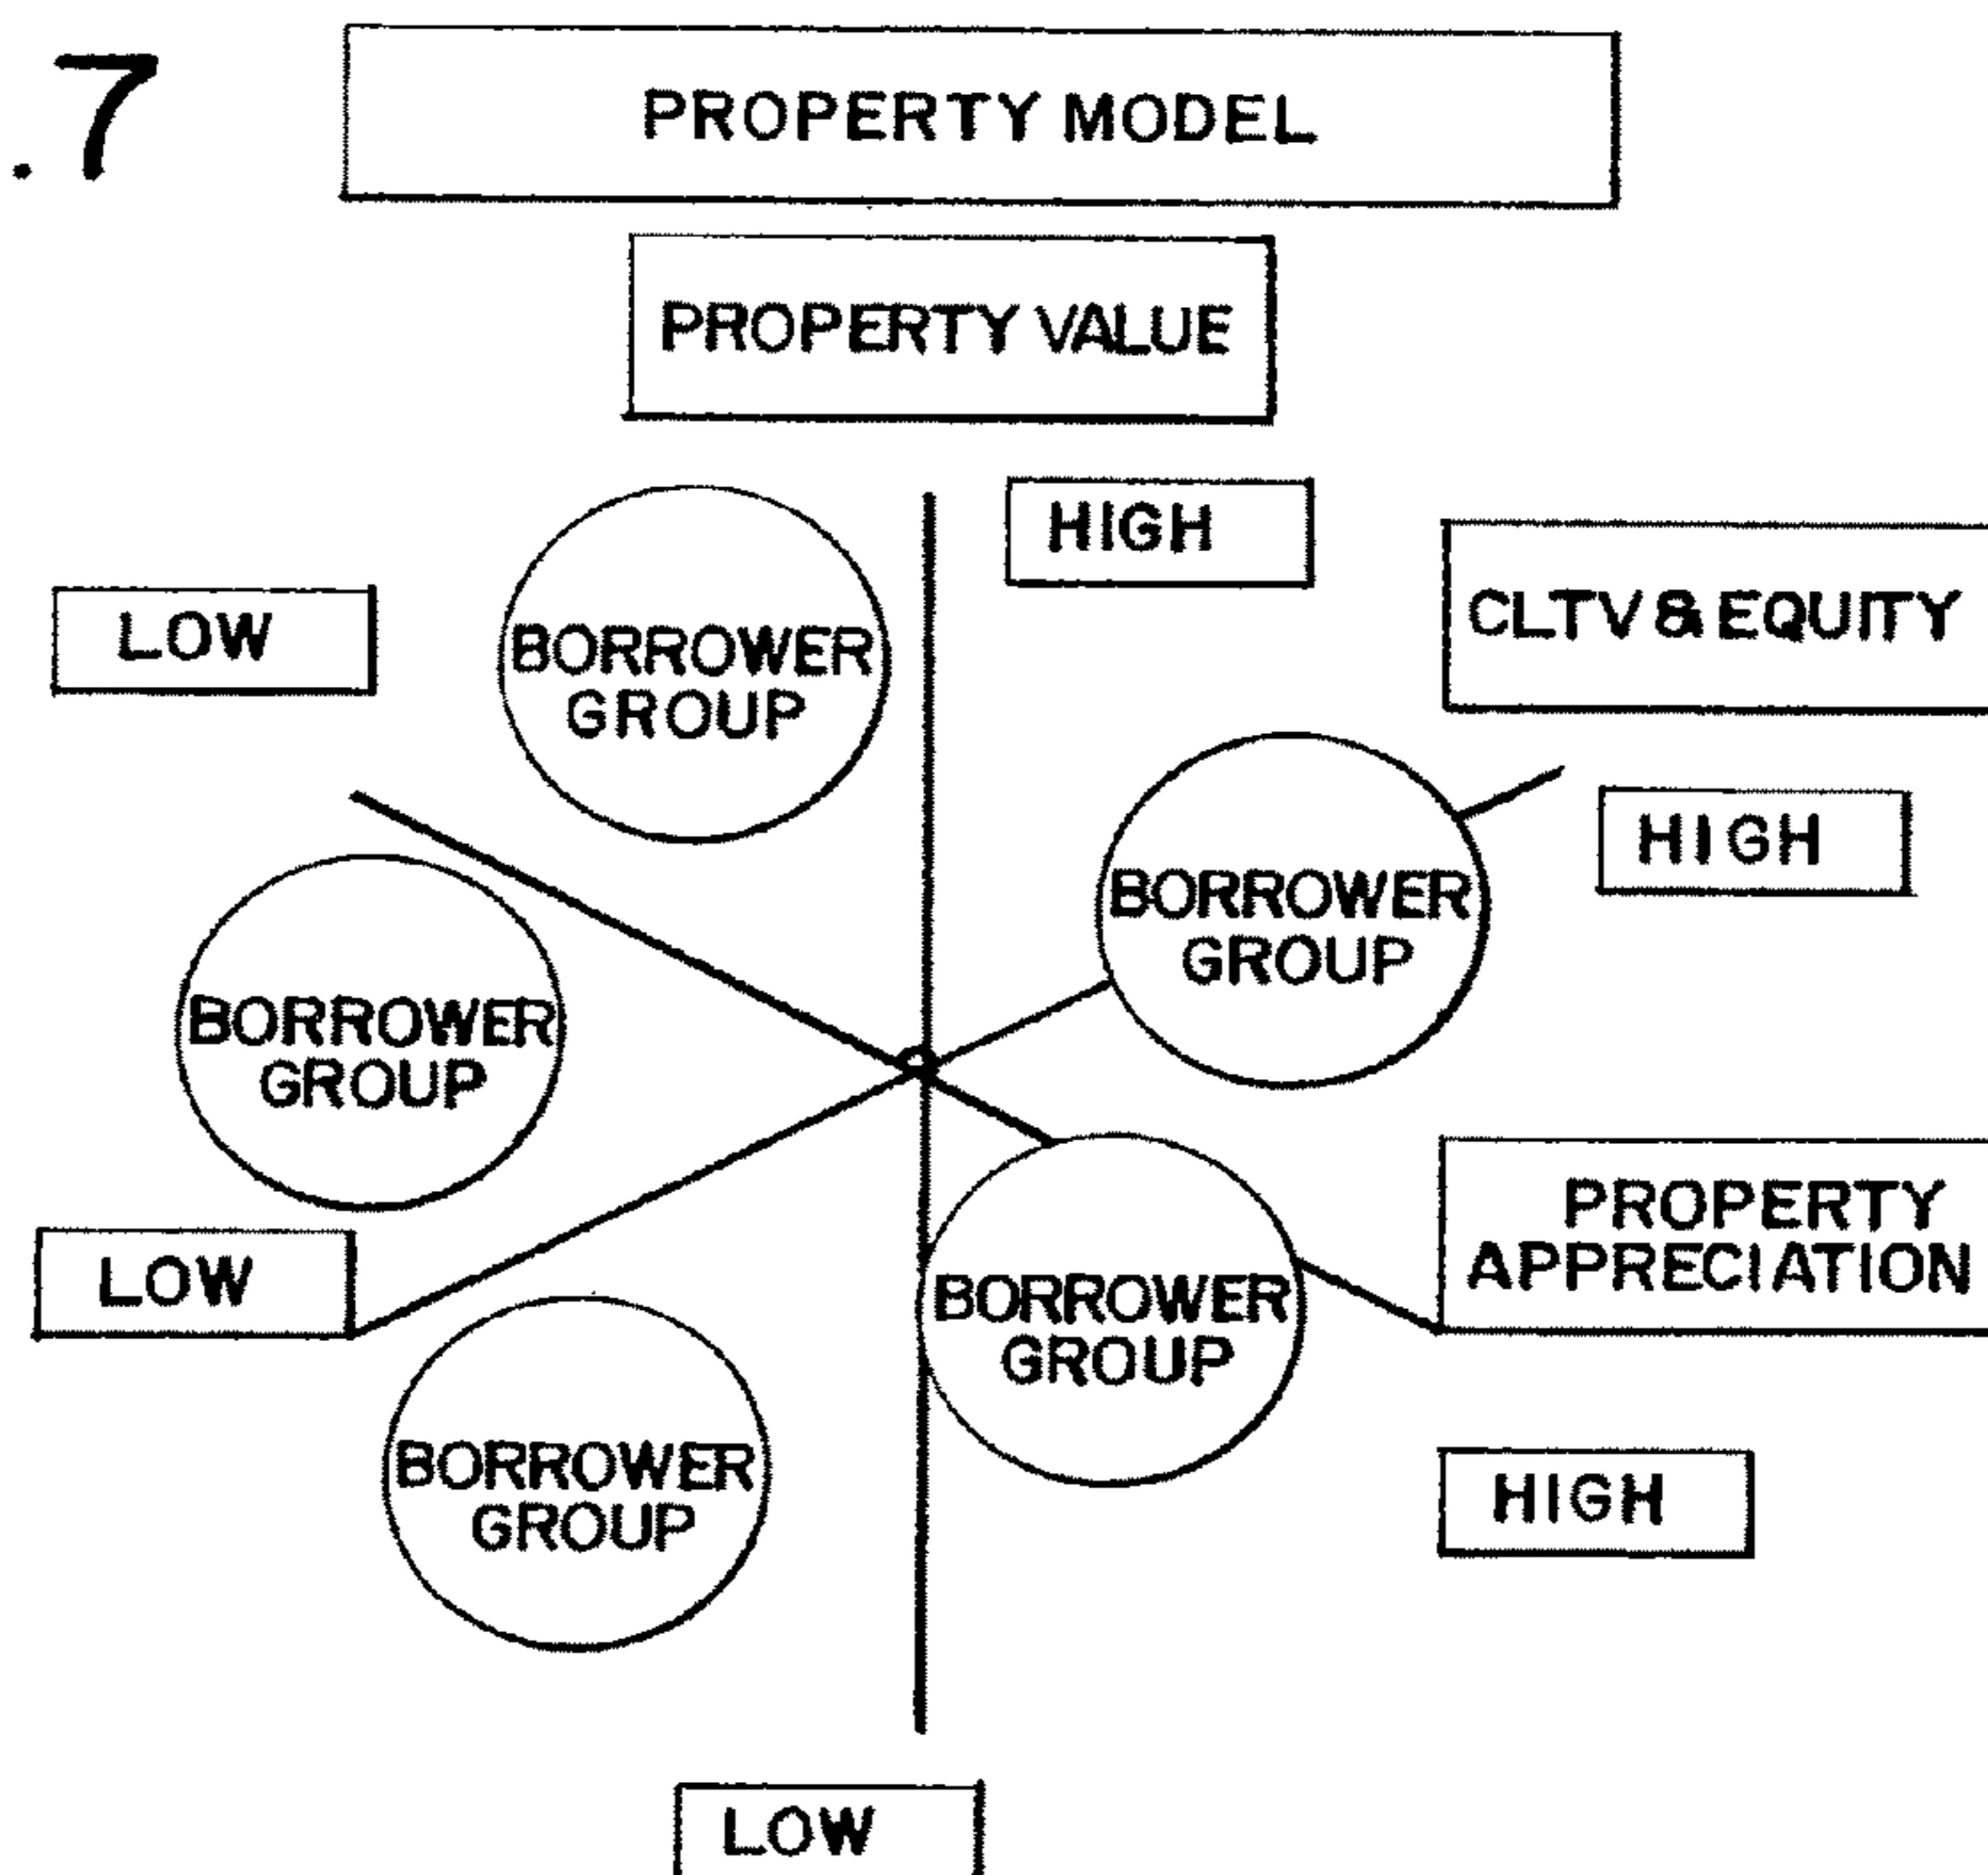 .7
PROPERTY MODEL
PROPERTY VALUE
HIGH
LOW
CLTV & EQUITY
BORROWER
GROUP
HIGH
BORROWER
GROUP
BORROWER
GROUP
PROPERTY
APPRECIATION
LOW
BORROWER
GROUP
BORROWER
GROUP
HIGH
LOW